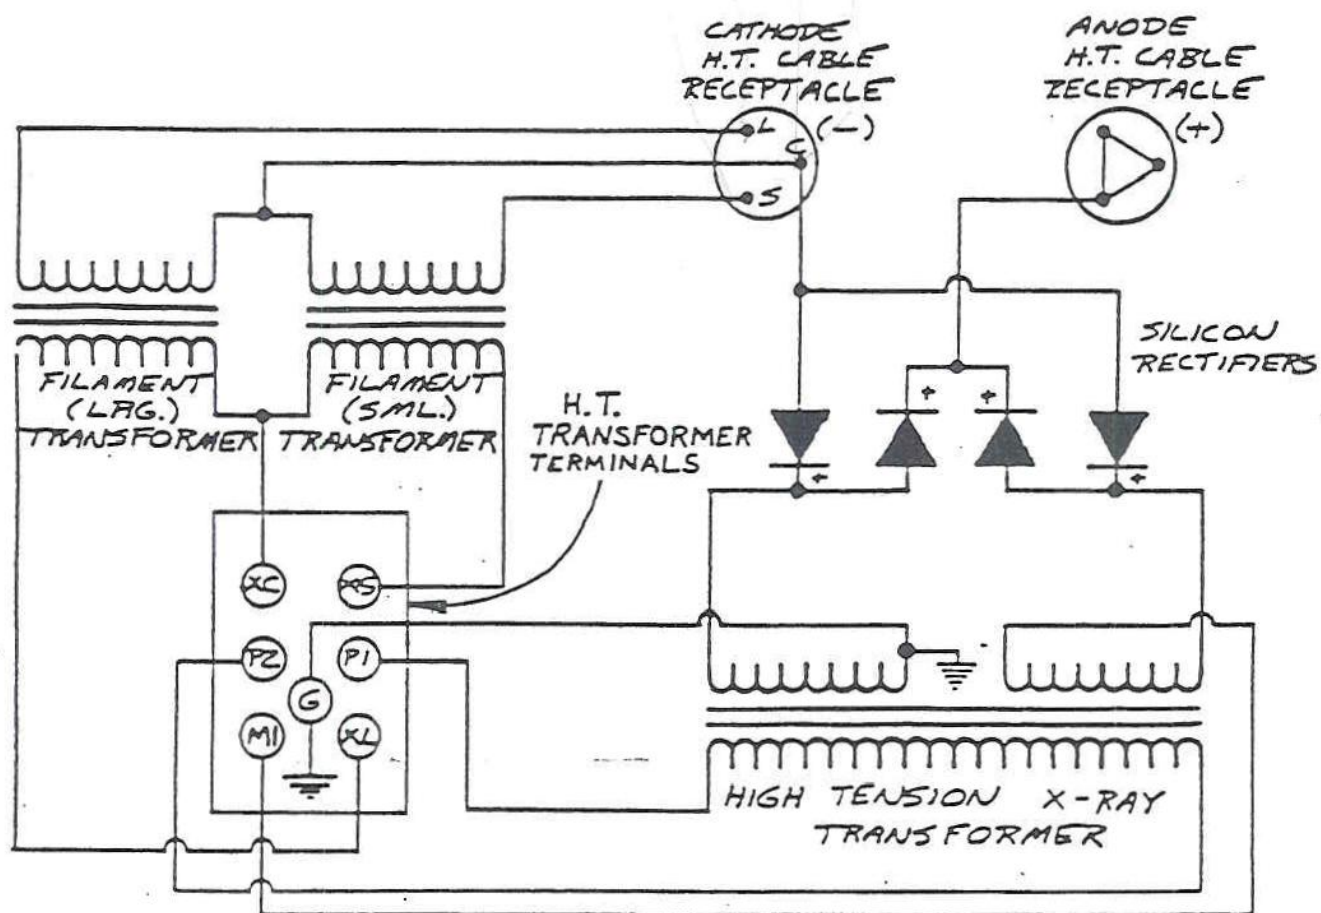 CATHODE
H.T. CABLE
RECEPTACLE
(-)
ANODE
H.T. CABLE
RECEPTACLE
(+)
L
C
S
SILICON
RECTIFIERS
+
+
+
+
FILAMENT
(LRG.)
TRANSFORMER
FILAMENT
(SML.)
TRANSFORMER
H.T.
TRANSFORMER
TERMINALS
XC
XS
P2
P1
G
M1
XL
HIGH TENSION X-RAY
TRANSFORMER